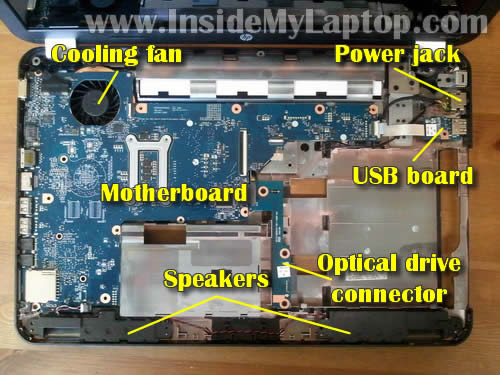 www.InsideMyLaptop.com
Cooling fan
Power jack
USB board
Motherboard
Optical drive
connector
Speakers